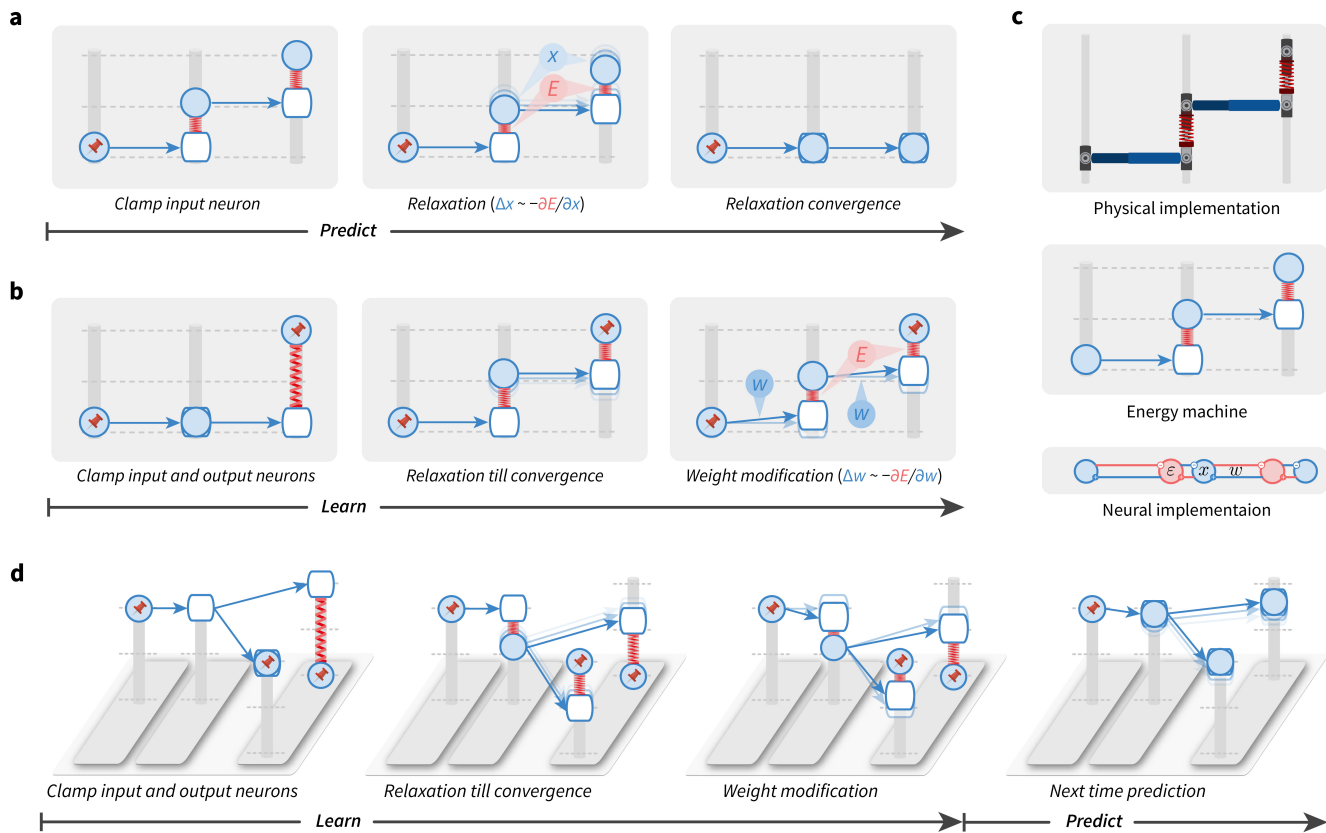 a
x
E
Clamp input neuron
Relaxation (Δx ~ −∂E/∂x)
Relaxation convergence
Predict
b
E
w
w
Clamp input and output neurons
Relaxation till convergence
Weight modification (Δw ~ −∂E/∂w)
Learn
c
Physical implementation
Energy machine
ε x w
Neural implementaion
d
Clamp input and output neurons
Relaxation till convergence
Weight modification
Next time prediction
Learn
Predict